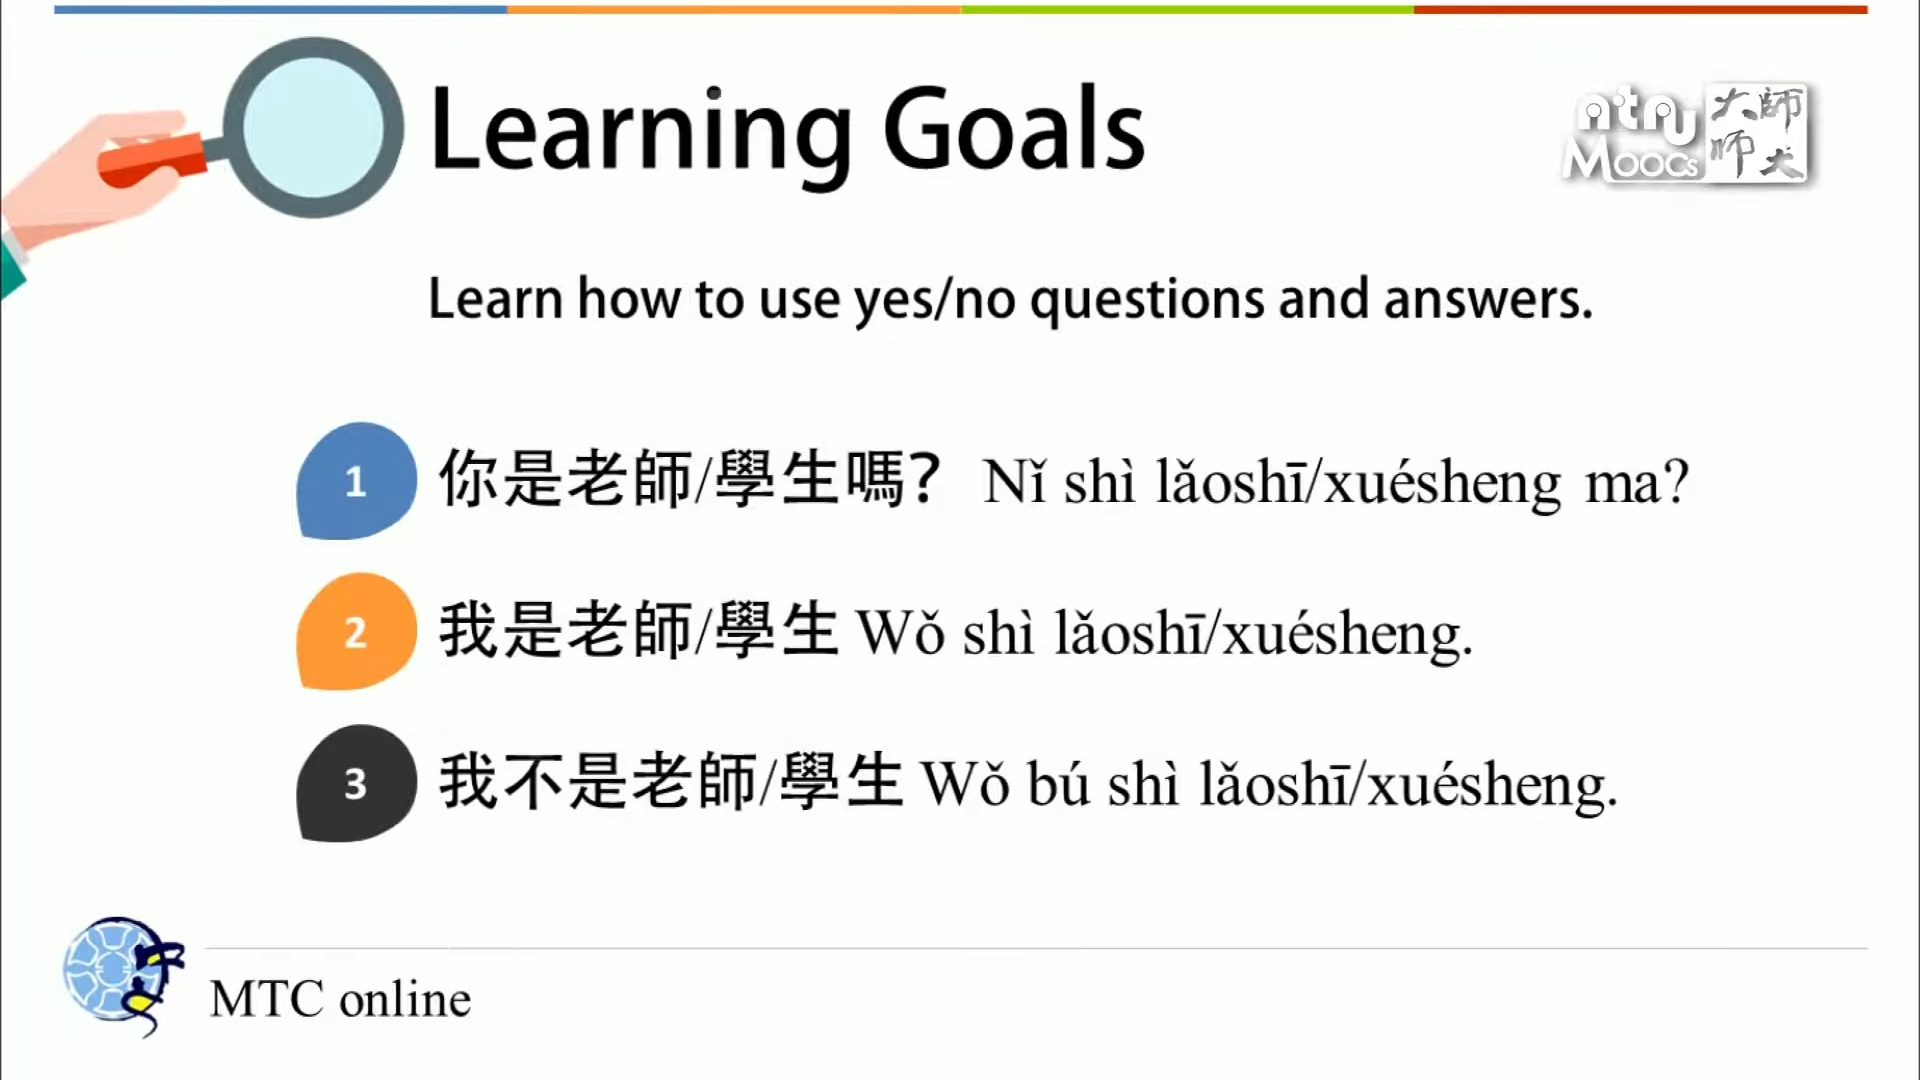 Learning Goals
ntnu
Moocs
大師
師大
Learn how to use yes/no questions and answers.
1 你是老師/學生嗎? Nǐ shì lǎoshī/xuésheng ma?
2 我是老師/學生 Wǒ shì lǎoshī/xuésheng.
3 我不是老師/學生 Wǒ bú shì lǎoshī/xuésheng.
MTC online